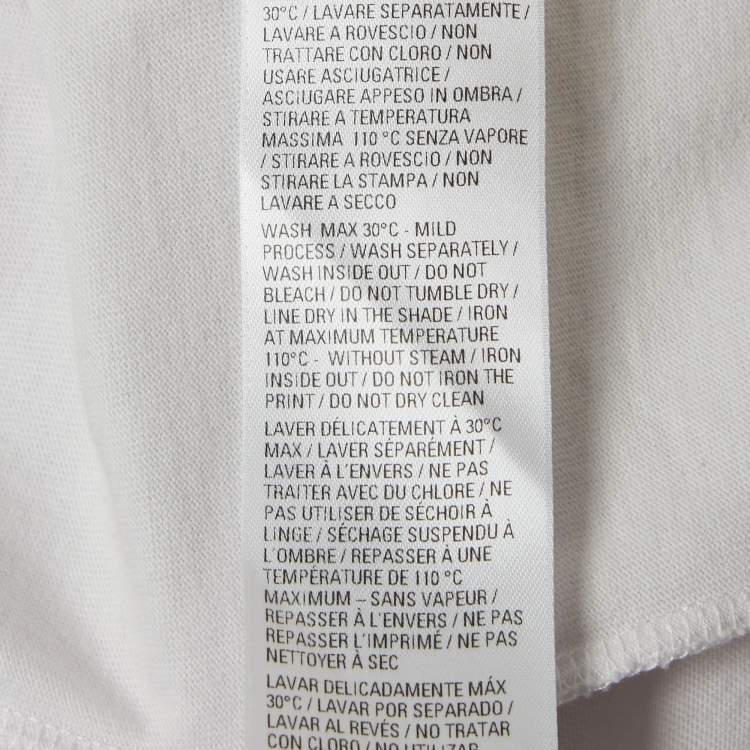 30°C / LAVARE SEPARATAMENTE /
LAVARE A ROVESCIO / NON
TRATTARE CON CLORO / NON
USARE ASCIUGATRICE /
ASCIUGARE APPESO IN OMBRA /
STIRARE A TEMPERATURA
MASSIMA 110 °C SENZA VAPORE
/ STIRARE A ROVESCIO / NON
STIRARE LA STAMPA / NON
LAVARE A SECCO
WASH MAX 30°C - MILD
PROCESS / WASH SEPARATELY /
WASH INSIDE OUT / DO NOT
BLEACH / DO NOT TUMBLE DRY /
LINE DRY IN THE SHADE / IRON
AT MAXIMUM TEMPERATURE
110°C - WITHOUT STEAM / IRON
INSIDE OUT / DO NOT IRON THE
PRINT / DO NOT DRY CLEAN
LAVER DÉLICATEMENT À 30°C
MAX / LAVER SÉPARÉMENT /
LAVER À L'ENVERS / NE PAS
TRAITER AVEC DU CHLORE / NE
PAS UTILISER DE SÉCHOIR À
LINGE / SÉCHAGE SUSPENDU À
L'OMBRE / REPASSER À UNE
TEMPÉRATURE DE 110 °C
MAXIMUM – SANS VAPEUR /
REPASSER À L'ENVERS / NE PAS
REPASSER L'IMPRIMÉ / NE PAS
NETTOYER À SEC
LAVAR DELICADAMENTE MÁX
30°C / LAVAR POR SEPARADO /
LAVAR AL REVÉS / NO TRATAR
CON CLORO / NO UTILIZAR